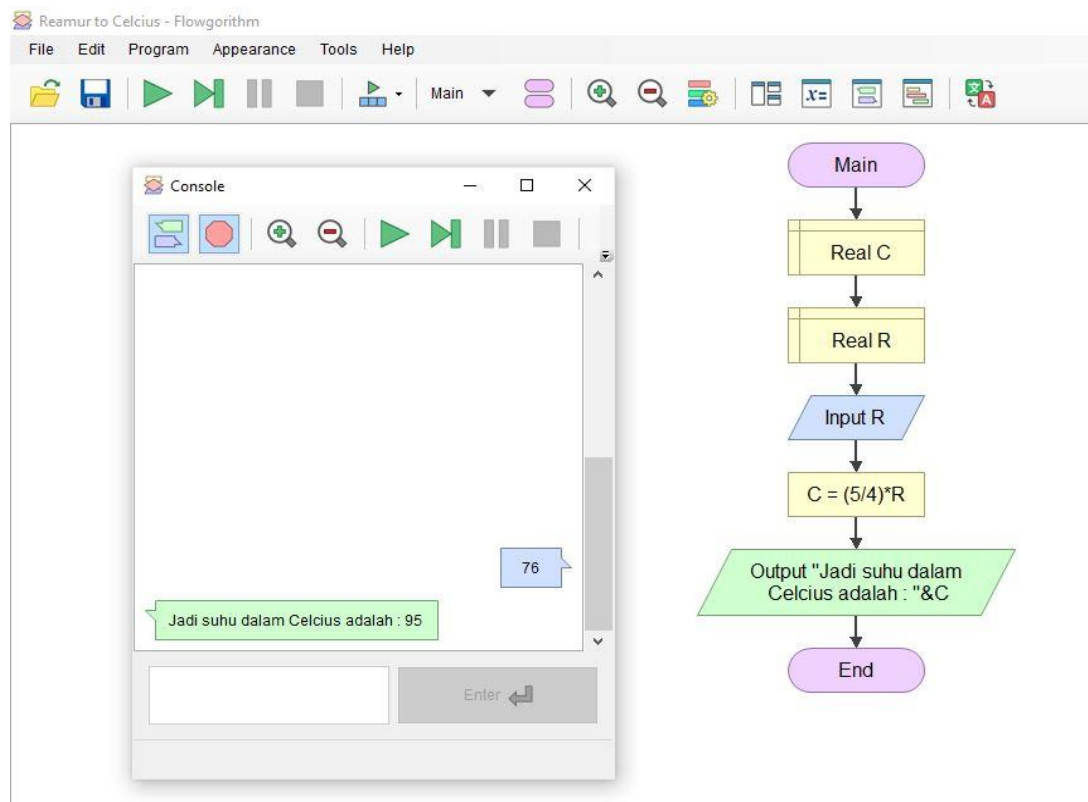 Reamur to Celcius - Flowgorithm
File Edit Program Appearance Tools Help
Main
x=
文 A
Console
76
Jadi suhu dalam Celcius adalah : 95
Enter
Main
Real C
Real R
Input R
C = (5/4)*R
Output "Jadi suhu dalam
Celcius adalah : "&C
End